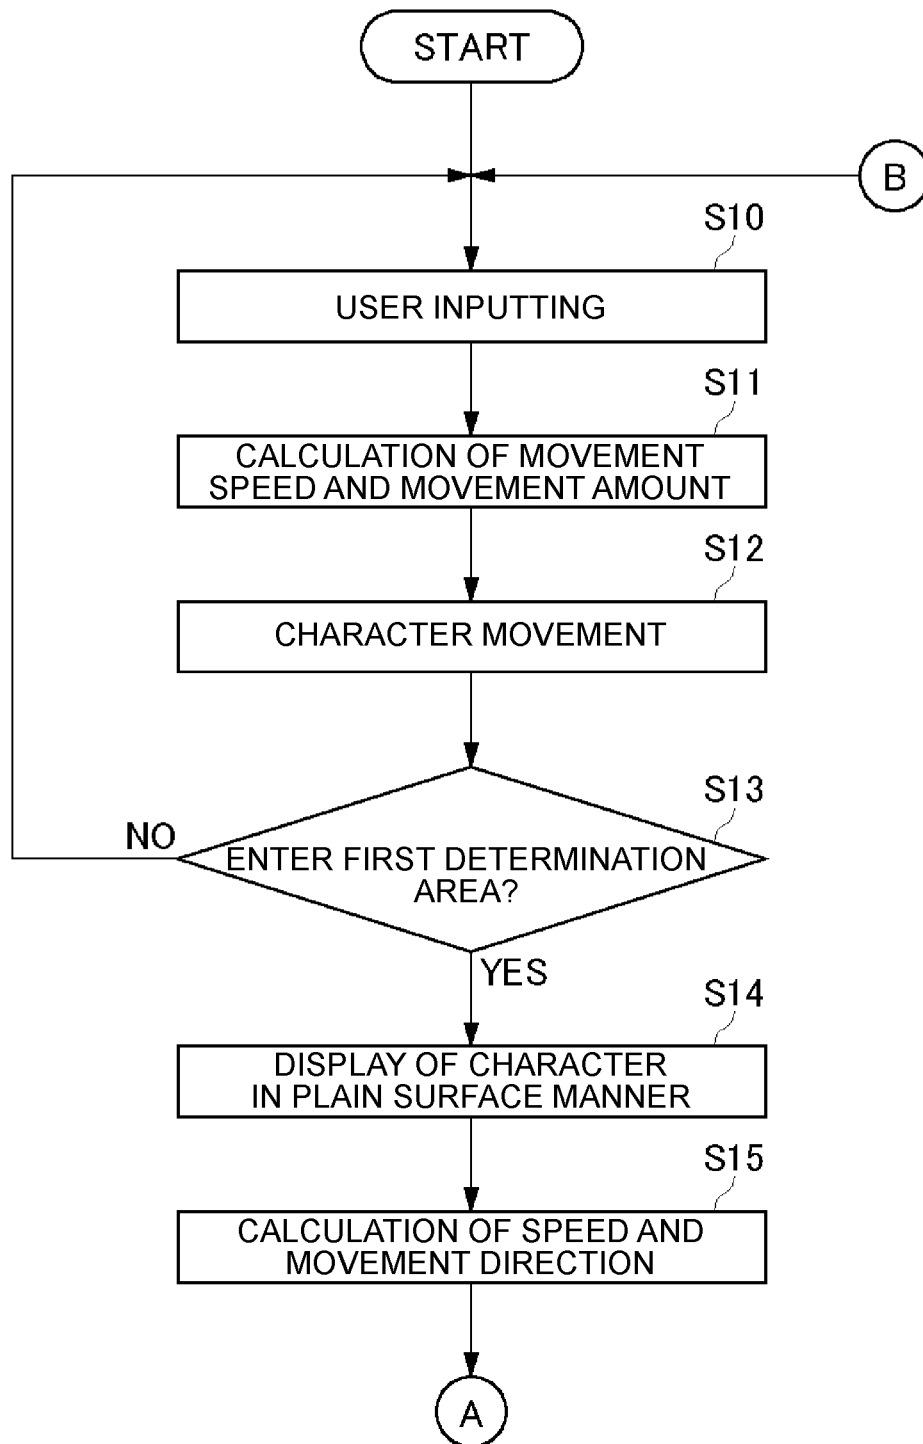 START
B
S10
USER INPUTTING
S11
CALCULATION OF MOVEMENT
SPEED AND MOVEMENT AMOUNT
S12
CHARACTER MOVEMENT
S13
NO
ENTER FIRST DETERMINATION
AREA?
YES
S14
DISPLAY OF CHARACTER
IN PLAIN SURFACE MANNER
S15
CALCULATION OF SPEED AND
MOVEMENT DIRECTION
A